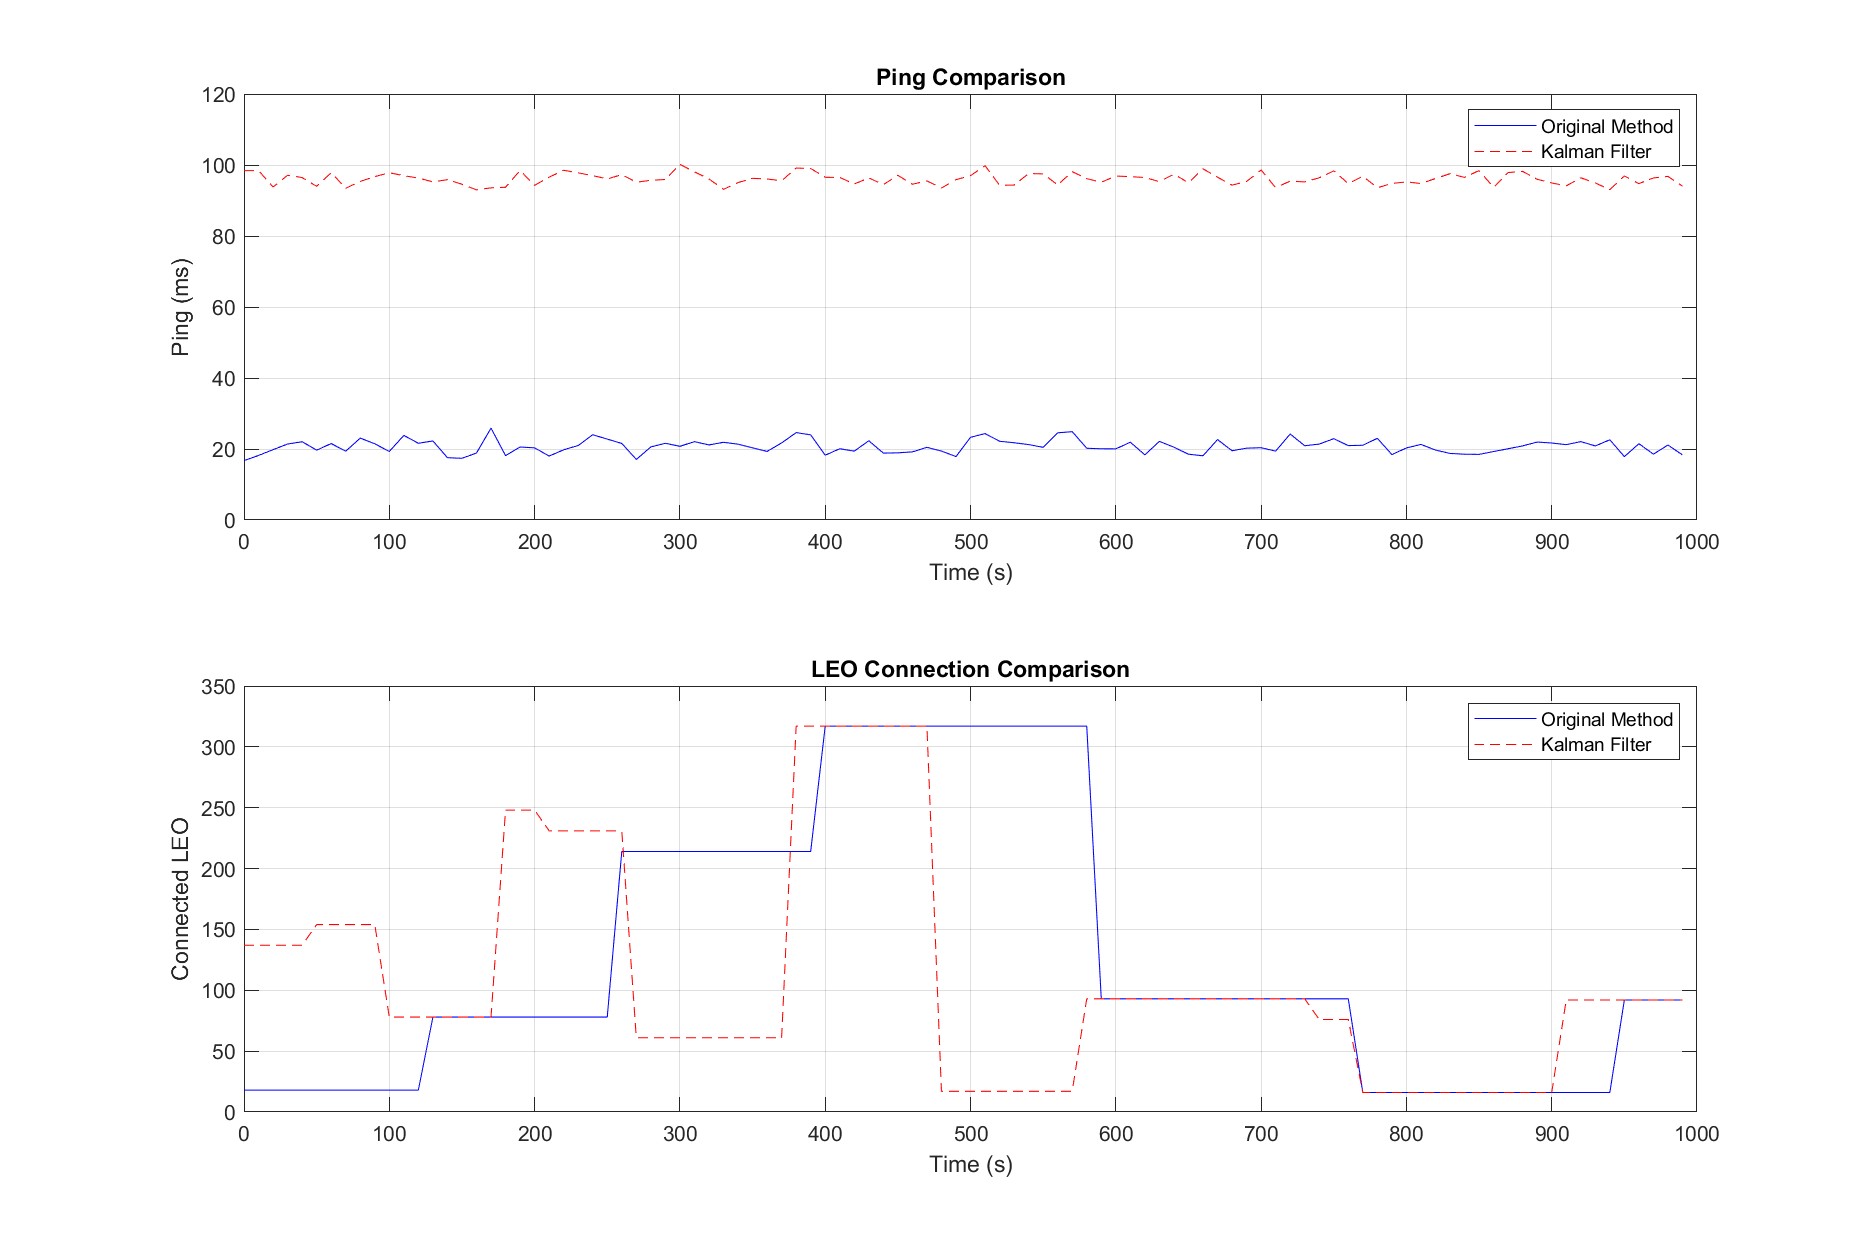 Ping Comparison
120
100
80
60
40
20
0
Ping (ms)
Original Method
Kalman Filter
0 100 200 300 400 500 600 700 800 900 1000
Time (s)
LEO Connection Comparison
350
300
250
200
150
100
50
0
Connected LEO
Original Method
Kalman Filter
0 100 200 300 400 500 600 700 800 900 1000
Time (s)